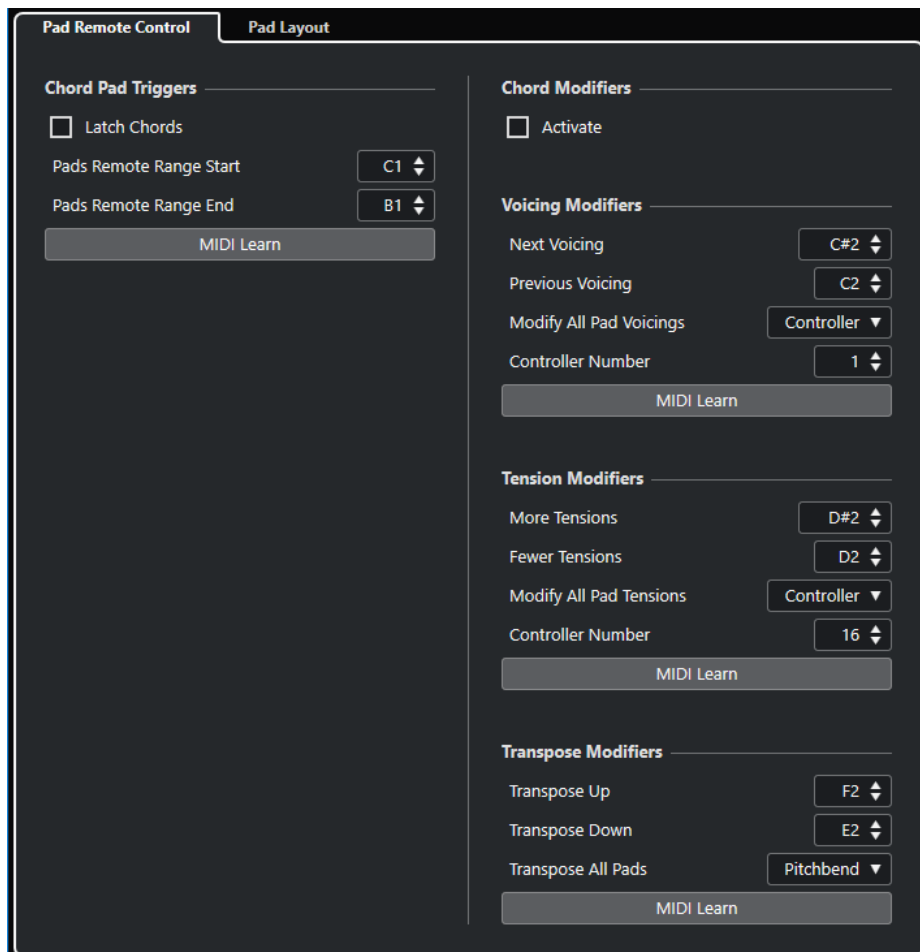 Pad Remote Control
Pad Layout
Chord Pad Triggers
Latch Chords
Pads Remote Range Start C1
Pads Remote Range End B1
MIDI Learn
Chord Modifiers
Activate
Voicing Modifiers
Next Voicing C#2
Previous Voicing C2
Modify All Pad Voicings Controller
Controller Number 1
MIDI Learn
Tension Modifiers
More Tensions D#2
Fewer Tensions D2
Modify All Pad Tensions Controller
Controller Number 16
MIDI Learn
Transpose Modifiers
Transpose Up F2
Transpose Down E2
Transpose All Pads Pitchbend
MIDI Learn